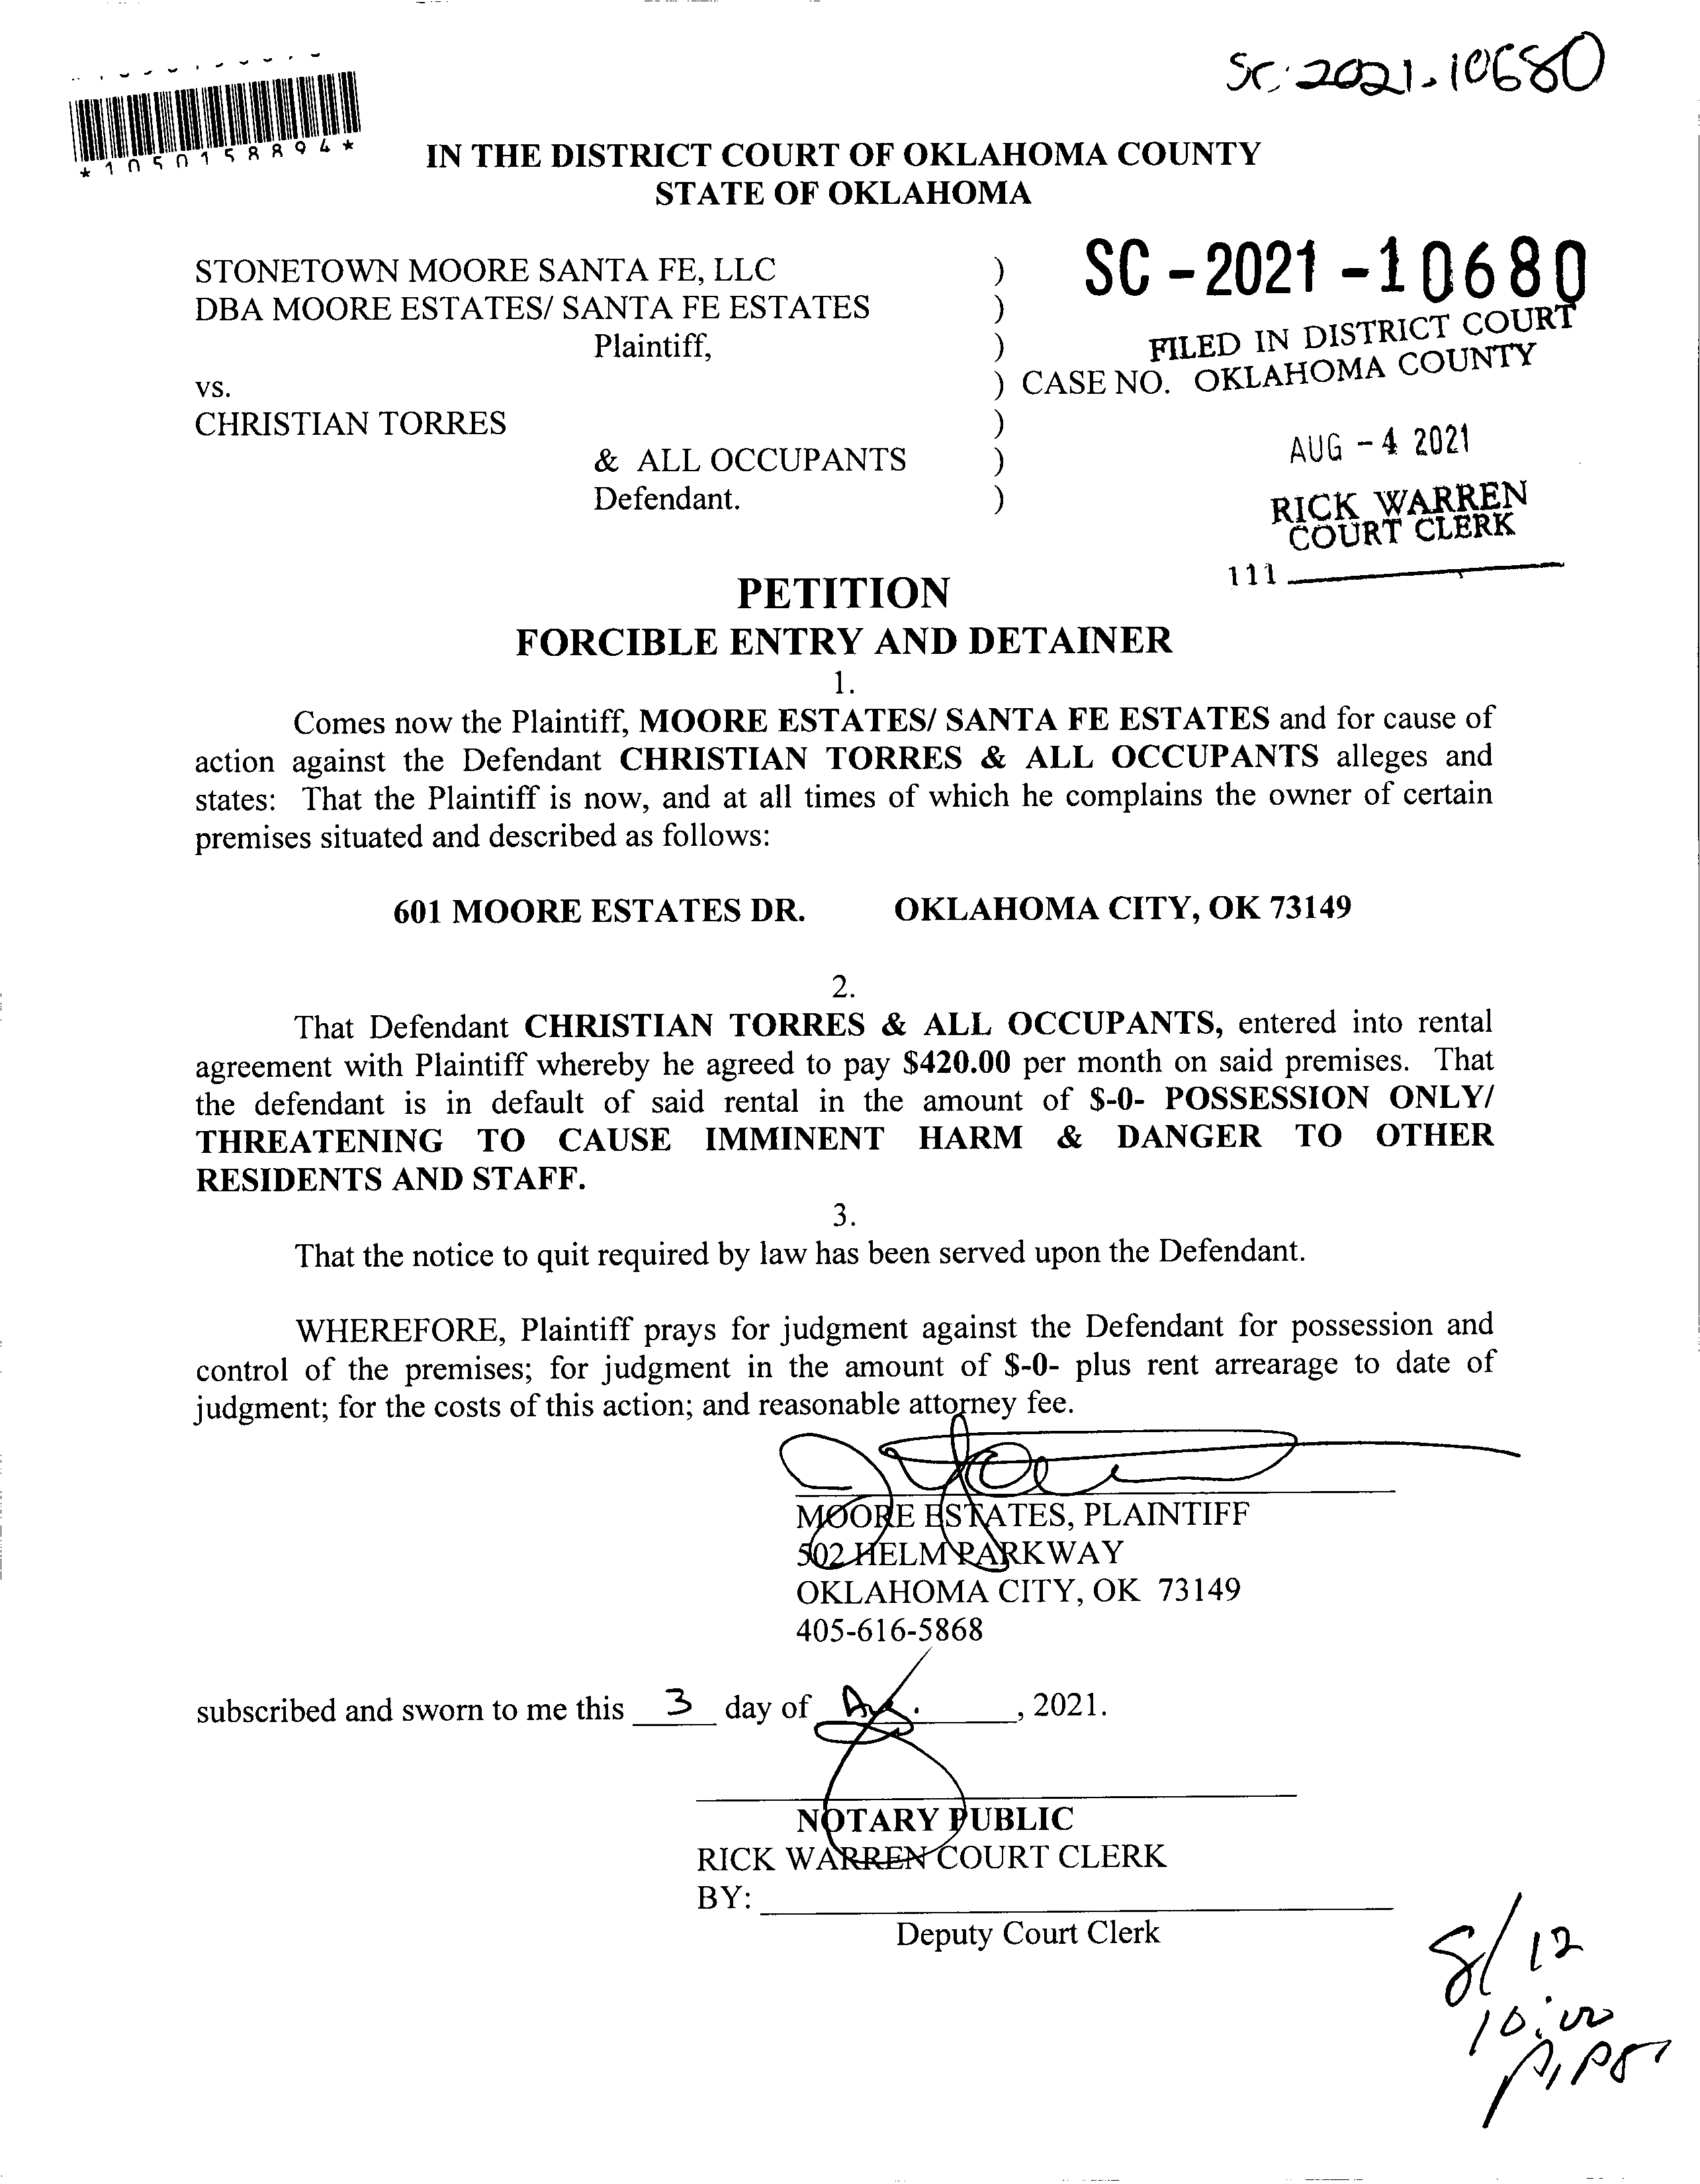 SC-2021-10680
*1050158894*
IN THE DISTRICT COURT OF OKLAHOMA COUNTY
STATE OF OKLAHOMA
STONETOWN MOORE SANTA FE, LLC )
DBA MOORE ESTATES/ SANTA FE ESTATES )
Plaintiff, )
vs. ) CASE NO.
CHRISTIAN TORRES )
& ALL OCCUPANTS )
Defendant. )
SC-2021-10680
FILED IN DISTRICT COURT
OKLAHOMA COUNTY
AUG -4 2021
RICK WARREN
COURT CLERK
111
PETITION
FORCIBLE ENTRY AND DETAINER
1.
Comes now the Plaintiff, MOORE ESTATES/ SANTA FE ESTATES and for cause of
action against the Defendant CHRISTIAN TORRES & ALL OCCUPANTS alleges and
states: That the Plaintiff is now, and at all times of which he complains the owner of certain
premises situated and described as follows:
601 MOORE ESTATES DR. OKLAHOMA CITY, OK 73149
2.
That Defendant CHRISTIAN TORRES & ALL OCCUPANTS, entered into rental
agreement with Plaintiff whereby he agreed to pay $420.00 per month on said premises. That
the defendant is in default of said rental in the amount of $-0- POSSESSION ONLY/
THREATENING TO CAUSE IMMINENT HARM & DANGER TO OTHER
RESIDENTS AND STAFF.
3.
That the notice to quit required by law has been served upon the Defendant.
WHEREFORE, Plaintiff prays for judgment against the Defendant for possession and
control of the premises; for judgment in the amount of $-0- plus rent arrearage to date of
judgment; for the costs of this action; and reasonable attorney fee.
MOORE ESTATES, PLAINTIFF
502 HELM PARKWAY
OKLAHOMA CITY, OK 73149
405-616-5868
subscribed and sworn to me this 3 day of Aug. , 2021.
NOTARY PUBLIC
RICK WARREN COURT CLERK
BY:
Deputy Court Clerk
8/12
10:00